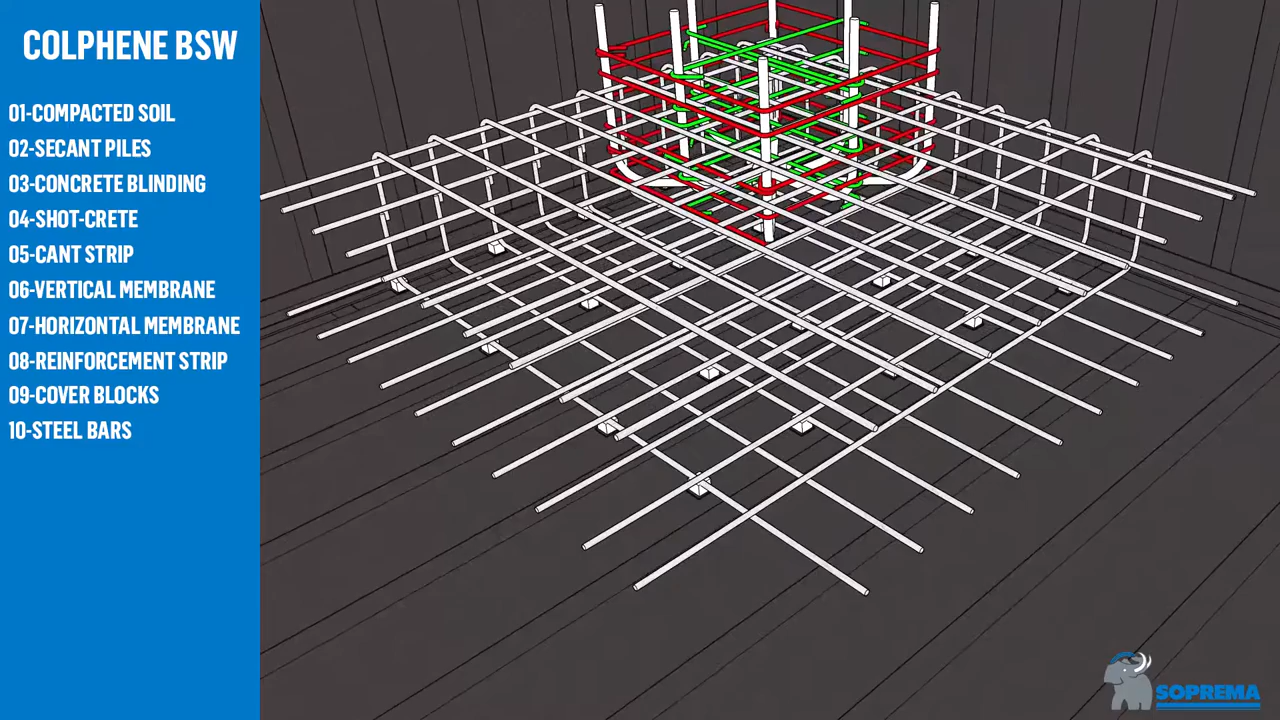 COLPHENE BSW
01-COMPACTED SOIL
02-SECANT PILES
03-CONCRETE BLINDING
04-SHOT-CRETE
05-CANT STRIP
06-VERTICAL MEMBRANE
07-HORIZONTAL MEMBRANE
08-REINFORCEMENT STRIP
09-COVER BLOCKS
10-STEEL BARS
SOPREMA